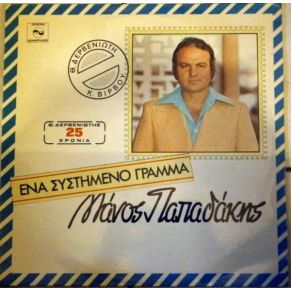 Θ. ΔΕΡΒΕΝΙΩΤΗ
Κ. ΒΙΡΒΟΥ
Θ. ΔΕΡΒΕΝΙΩΤΗΣ
25
ΧΡΟΝΙΑ
ΕΝΑ ΣΥΣΤΗΜΕΝΟ ΓΡΑΜΜΑ
Μάνος Παπαδάκης